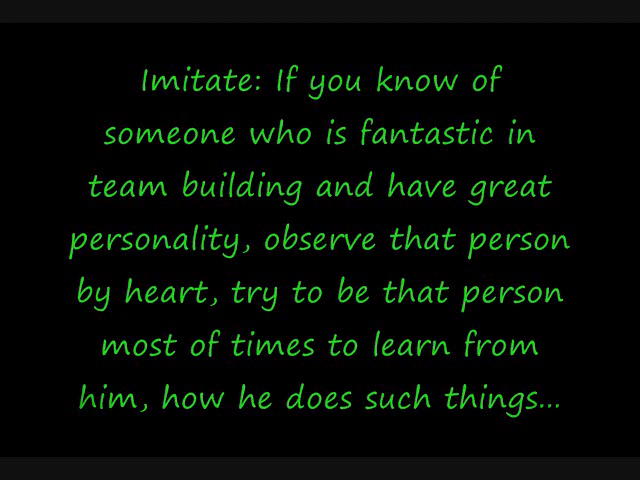 Imitate: If you know of
someone who is fantastic in
team building and have great
personality, observe that person
by heart, try to be that person
most of times to learn from
him, how he does such things...